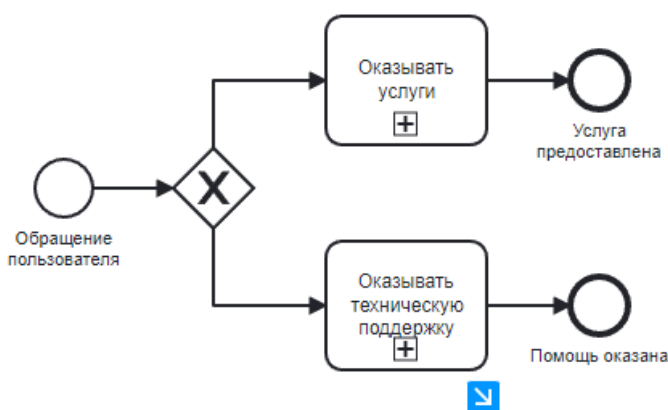 Оказывать
услуги
Услуга
предоставлена
Обращение
пользователя
Оказывать
техническую
поддержку
Помощь оказана